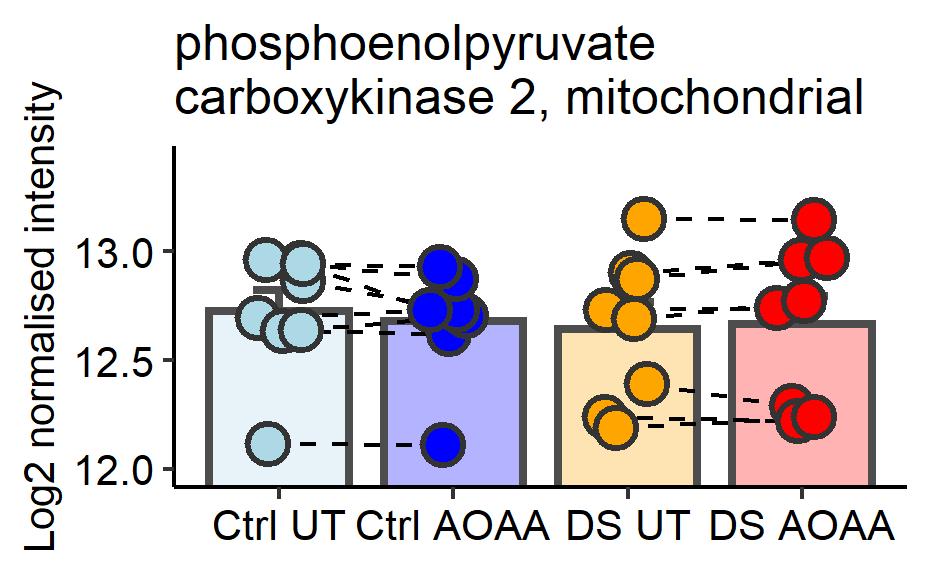 phosphoenolpyruvate
carboxykinase 2, mitochondrial
Log2 normalised intensity
13.0
12.5
12.0
Ctrl UT Ctrl AOAA DS UT DS AOAA